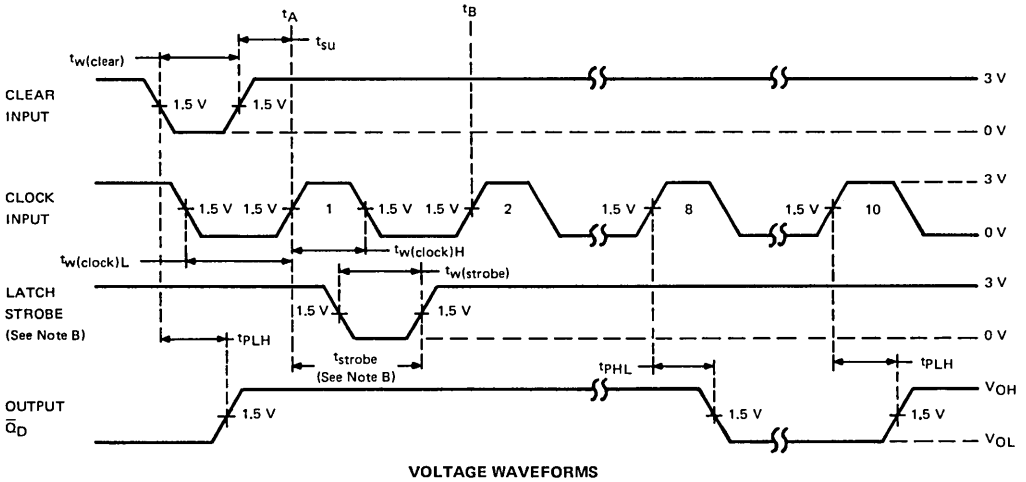 tA
tB
tsu
tw(clear)
CLEAR
INPUT
1.5 V
1.5 V
3 V
0 V
CLOCK
INPUT
1.5 V
1.5 V
1
1.5 V
1.5 V
2
1.5 V
8
1.5 V
10
3 V
0 V
tw(clock)L
tw(clock)H
tw(strobe)
LATCH
STROBE
(See Note B)
1.5 V
1.5 V
3 V
0 V
tPLH
tstrobe
(See Note B)
tPHL
tPLH
OUTPUT
Q̅D
1.5 V
1.5 V
1.5 V
VOH
VOL
VOLTAGE WAVEFORMS